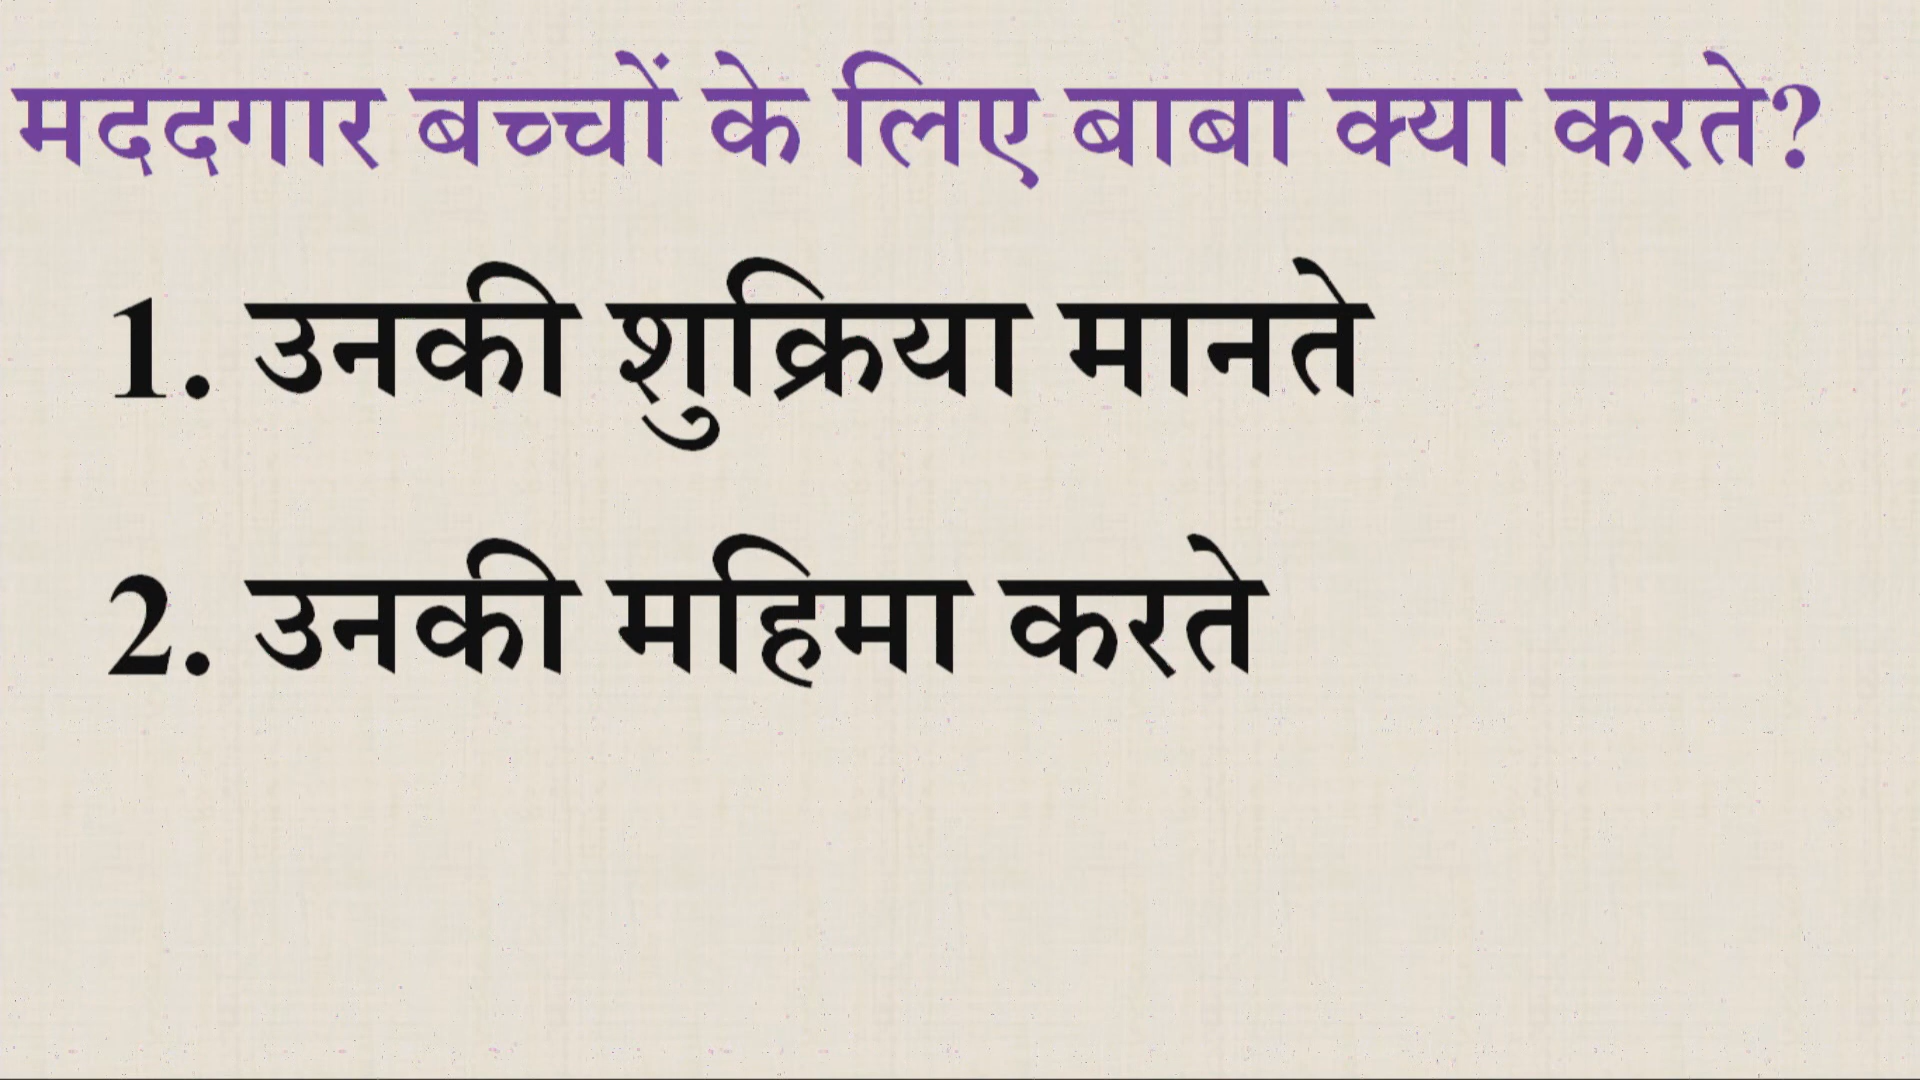 मददगार बच्चों के लिए बाबा क्या करते?
1. उनकी शुक्रिया मानते
2. उनकी महिमा करते